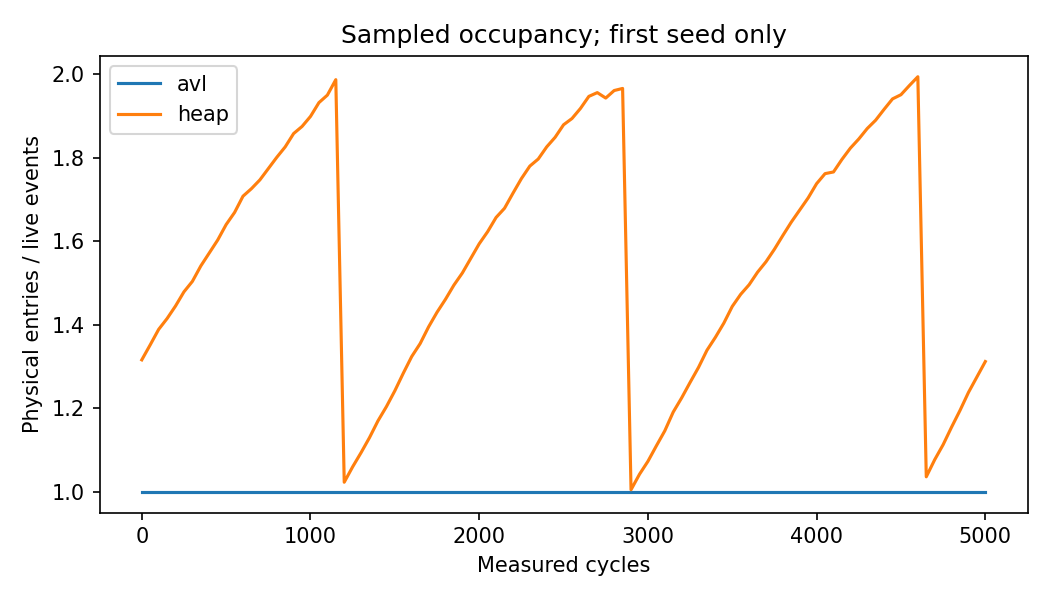 Sampled occupancy; first seed only
avl
heap
Physical entries / live events
2.0
1.8
1.6
1.4
1.2
1.0
0
1000
2000
3000
4000
5000
Measured cycles